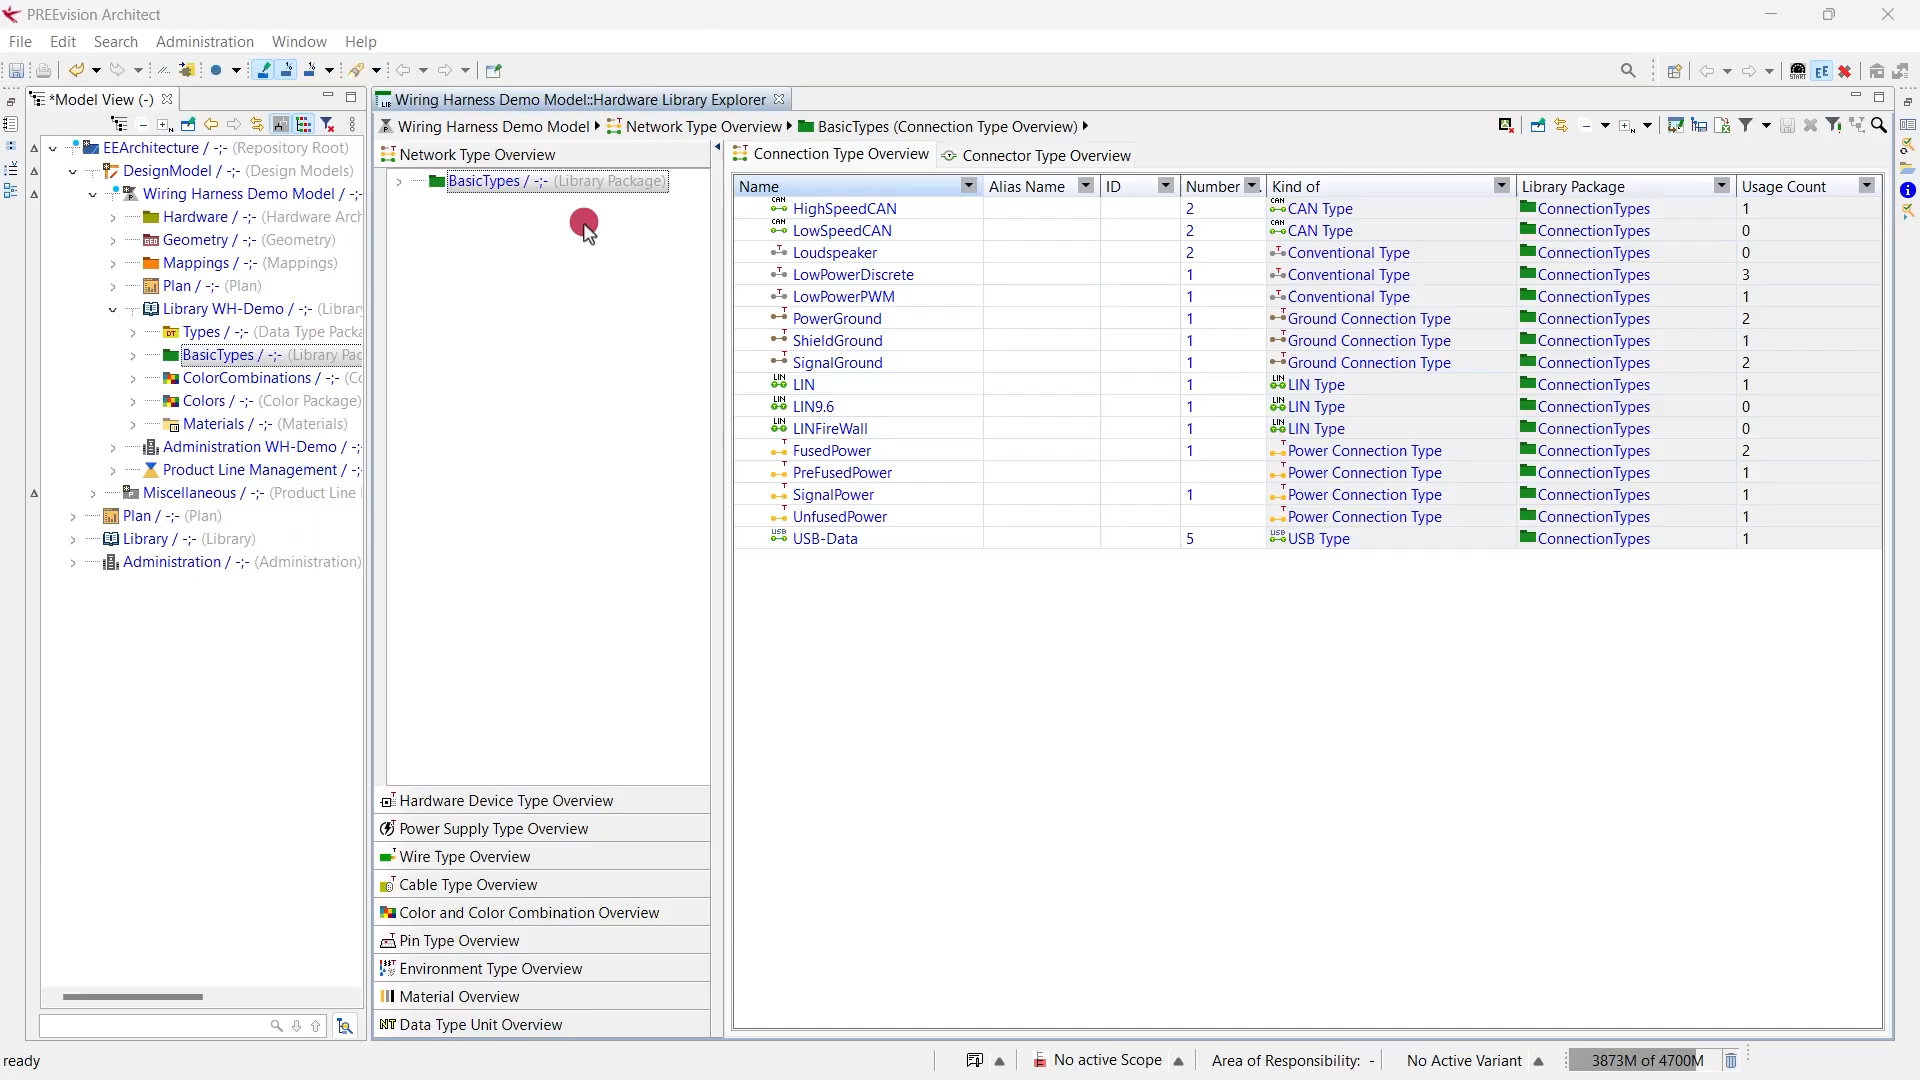 PREEvision Architect
File Edit Search Administration Window Help
*Model View (-)
EEArchitecture / -;- (Repository Root)
DesignModel / -;- (Design Models)
Wiring Harness Demo Model / -;-
Hardware / -;- (Hardware Arch
Geometry / -;- (Geometry)
Mappings / -;- (Mappings)
Plan / -;- (Plan)
Library WH-Demo / -;- (Library
Types / -;- (Data Type Packa
BasicTypes / -;- (Library Pac
ColorCombinations / -;- (Co
Colors / -;- (Color Package)
Materials / -;- (Materials)
Administration WH-Demo / -;
Product Line Management / -;
Miscellaneous / -;- (Product Line
Plan / -;- (Plan)
Library / -;- (Library)
Administration / -;- (Administration)
Wiring Harness Demo Model::Hardware Library Explorer
Wiring Harness Demo Model Network Type Overview BasicTypes (Connection Type Overview)
Network Type Overview
BasicTypes / -;- (Library Package)
Hardware Device Type Overview
Power Supply Type Overview
Wire Type Overview
Cable Type Overview
Color and Color Combination Overview
Pin Type Overview
Environment Type Overview
Material Overview
Data Type Unit Overview
Connection Type Overview Connector Type Overview
Name Alias Name ID Number Kind of Library Package Usage Count
HighSpeedCAN 2 CAN Type ConnectionTypes 1
LowSpeedCAN 2 CAN Type ConnectionTypes 0
Loudspeaker 2 Conventional Type ConnectionTypes 0
LowPowerDiscrete 1 Conventional Type ConnectionTypes 3
LowPowerPWM 1 Conventional Type ConnectionTypes 1
PowerGround 1 Ground Connection Type ConnectionTypes 2
ShieldGround 1 Ground Connection Type ConnectionTypes 1
SignalGround 1 Ground Connection Type ConnectionTypes 2
LIN 1 LIN Type ConnectionTypes 1
LIN9.6 1 LIN Type ConnectionTypes 0
LINFireWall 1 LIN Type ConnectionTypes 0
FusedPower 1 Power Connection Type ConnectionTypes 2
PreFusedPower Power Connection Type ConnectionTypes 1
SignalPower 1 Power Connection Type ConnectionTypes 1
UnfusedPower Power Connection Type ConnectionTypes 1
USB-Data 5 USB Type ConnectionTypes 1
ready
No active Scope Area of Responsibility: - No Active Variant 3873M of 4700M